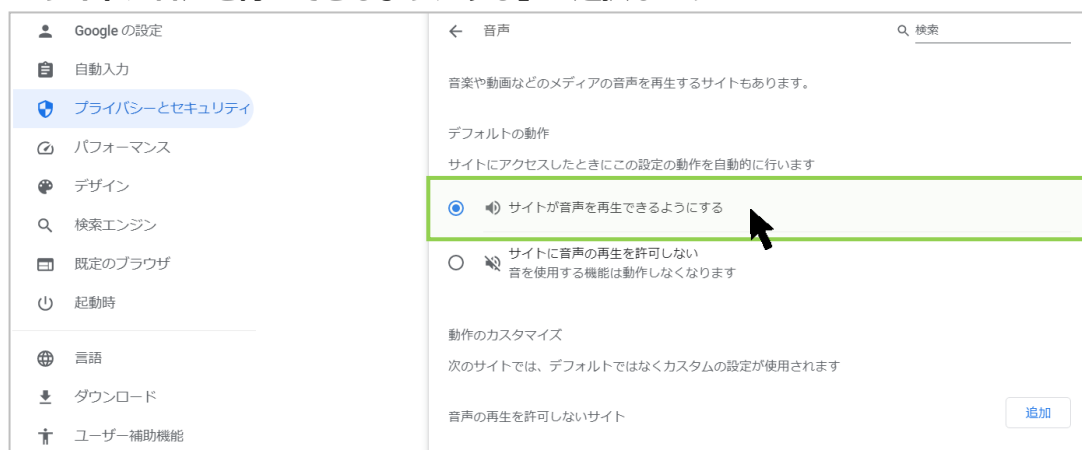 Google の設定
自動入力
プライバシーとセキュリティ
パフォーマンス
デザイン
検索エンジン
既定のブラウザ
起動時
言語
ダウンロード
ユーザー補助機能
音声
検索
音楽や動画などのメディアの音声を再生するサイトもあります。
デフォルトの動作
サイトにアクセスしたときにこの設定の動作を自動的に行います
サイトが音声を再生できるようにする
サイトに音声の再生を許可しない
音を使用する機能は動作しなくなります
動作のカスタマイズ
次のサイトでは、デフォルトではなくカスタムの設定が使用されます
音声の再生を許可しないサイト
追加